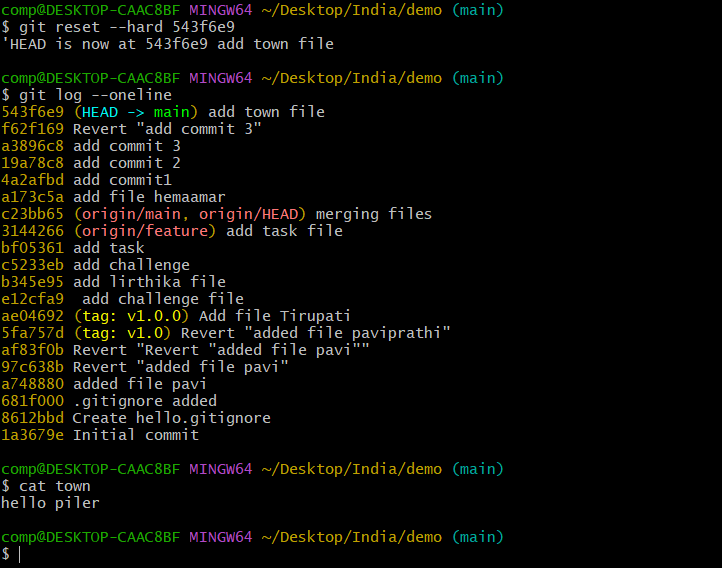 comp@DESKTOP-CAAC8BF MINGW64 ~/Desktop/India/demo (main)
$ git reset --hard 543f6e9
'HEAD is now at 543f6e9 add town file
comp@DESKTOP-CAAC8BF MINGW64 ~/Desktop/India/demo (main)
$ git log --oneline
543f6e9 (HEAD -> main) add town file
f62f169 Revert "add commit 3"
a3896c8 add commit 3
19a78c8 add commit 2
4a2afbd add commit1
a173c5a add file hemaamar
c23bb65 (origin/main, origin/HEAD) merging files
3144266 (origin/feature) add task file
bf05361 add task
c5233eb add challenge
b345e95 add lirthika file
e12cfa9  add challenge file
ae04692 (tag: v1.0.0) Add file Tirupati
5fa757d (tag: v1.0) Revert "added file paviprathi"
af83f0b Revert "Revert "added file pavi""
97c638b Revert "added file pavi"
a748880 added file pavi
681f000 .gitignore added
8612bbd Create hello.gitignore
1a3679e Initial commit
comp@DESKTOP-CAAC8BF MINGW64 ~/Desktop/India/demo (main)
$ cat town
hello piler
comp@DESKTOP-CAAC8BF MINGW64 ~/Desktop/India/demo (main)
$